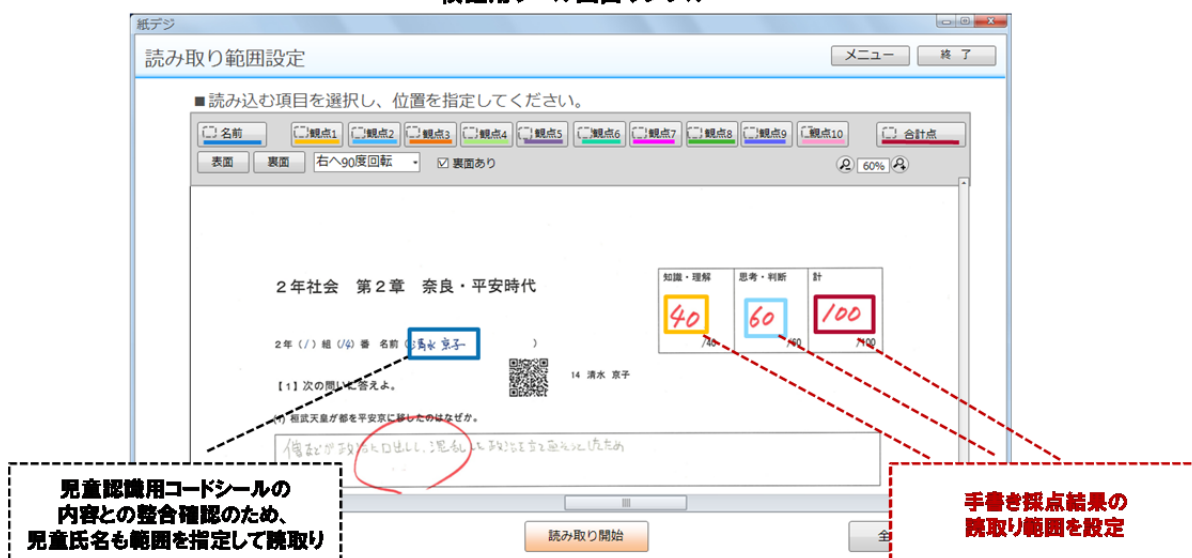 紙デジ
読み取り範囲設定
メニュー
終 了
■読み込む項目を選択し、位置を指定してください。
名前 観点1 観点2 観点3 観点4 観点5 観点6 観点7 観点8 観点9 観点10 合計点
表面 裏面 右へ90度回転 裏面あり 60%
知識・理解 思考・判断 計
2年社会 第2章 奈良・平安時代
40 60 100
/40 /60 /100
2年(1)組(14)番 名前(清水 京子)
14 清水 京子
【1】次の問いに答えよ。
桓武天皇が都を平安京に移したのはなぜか。
児童認識用コードシールの
内容との整合確認のため、
児童氏名も範囲を指定して読取り
手書き採点結果の
読取り範囲を設定
読み取り開始
全